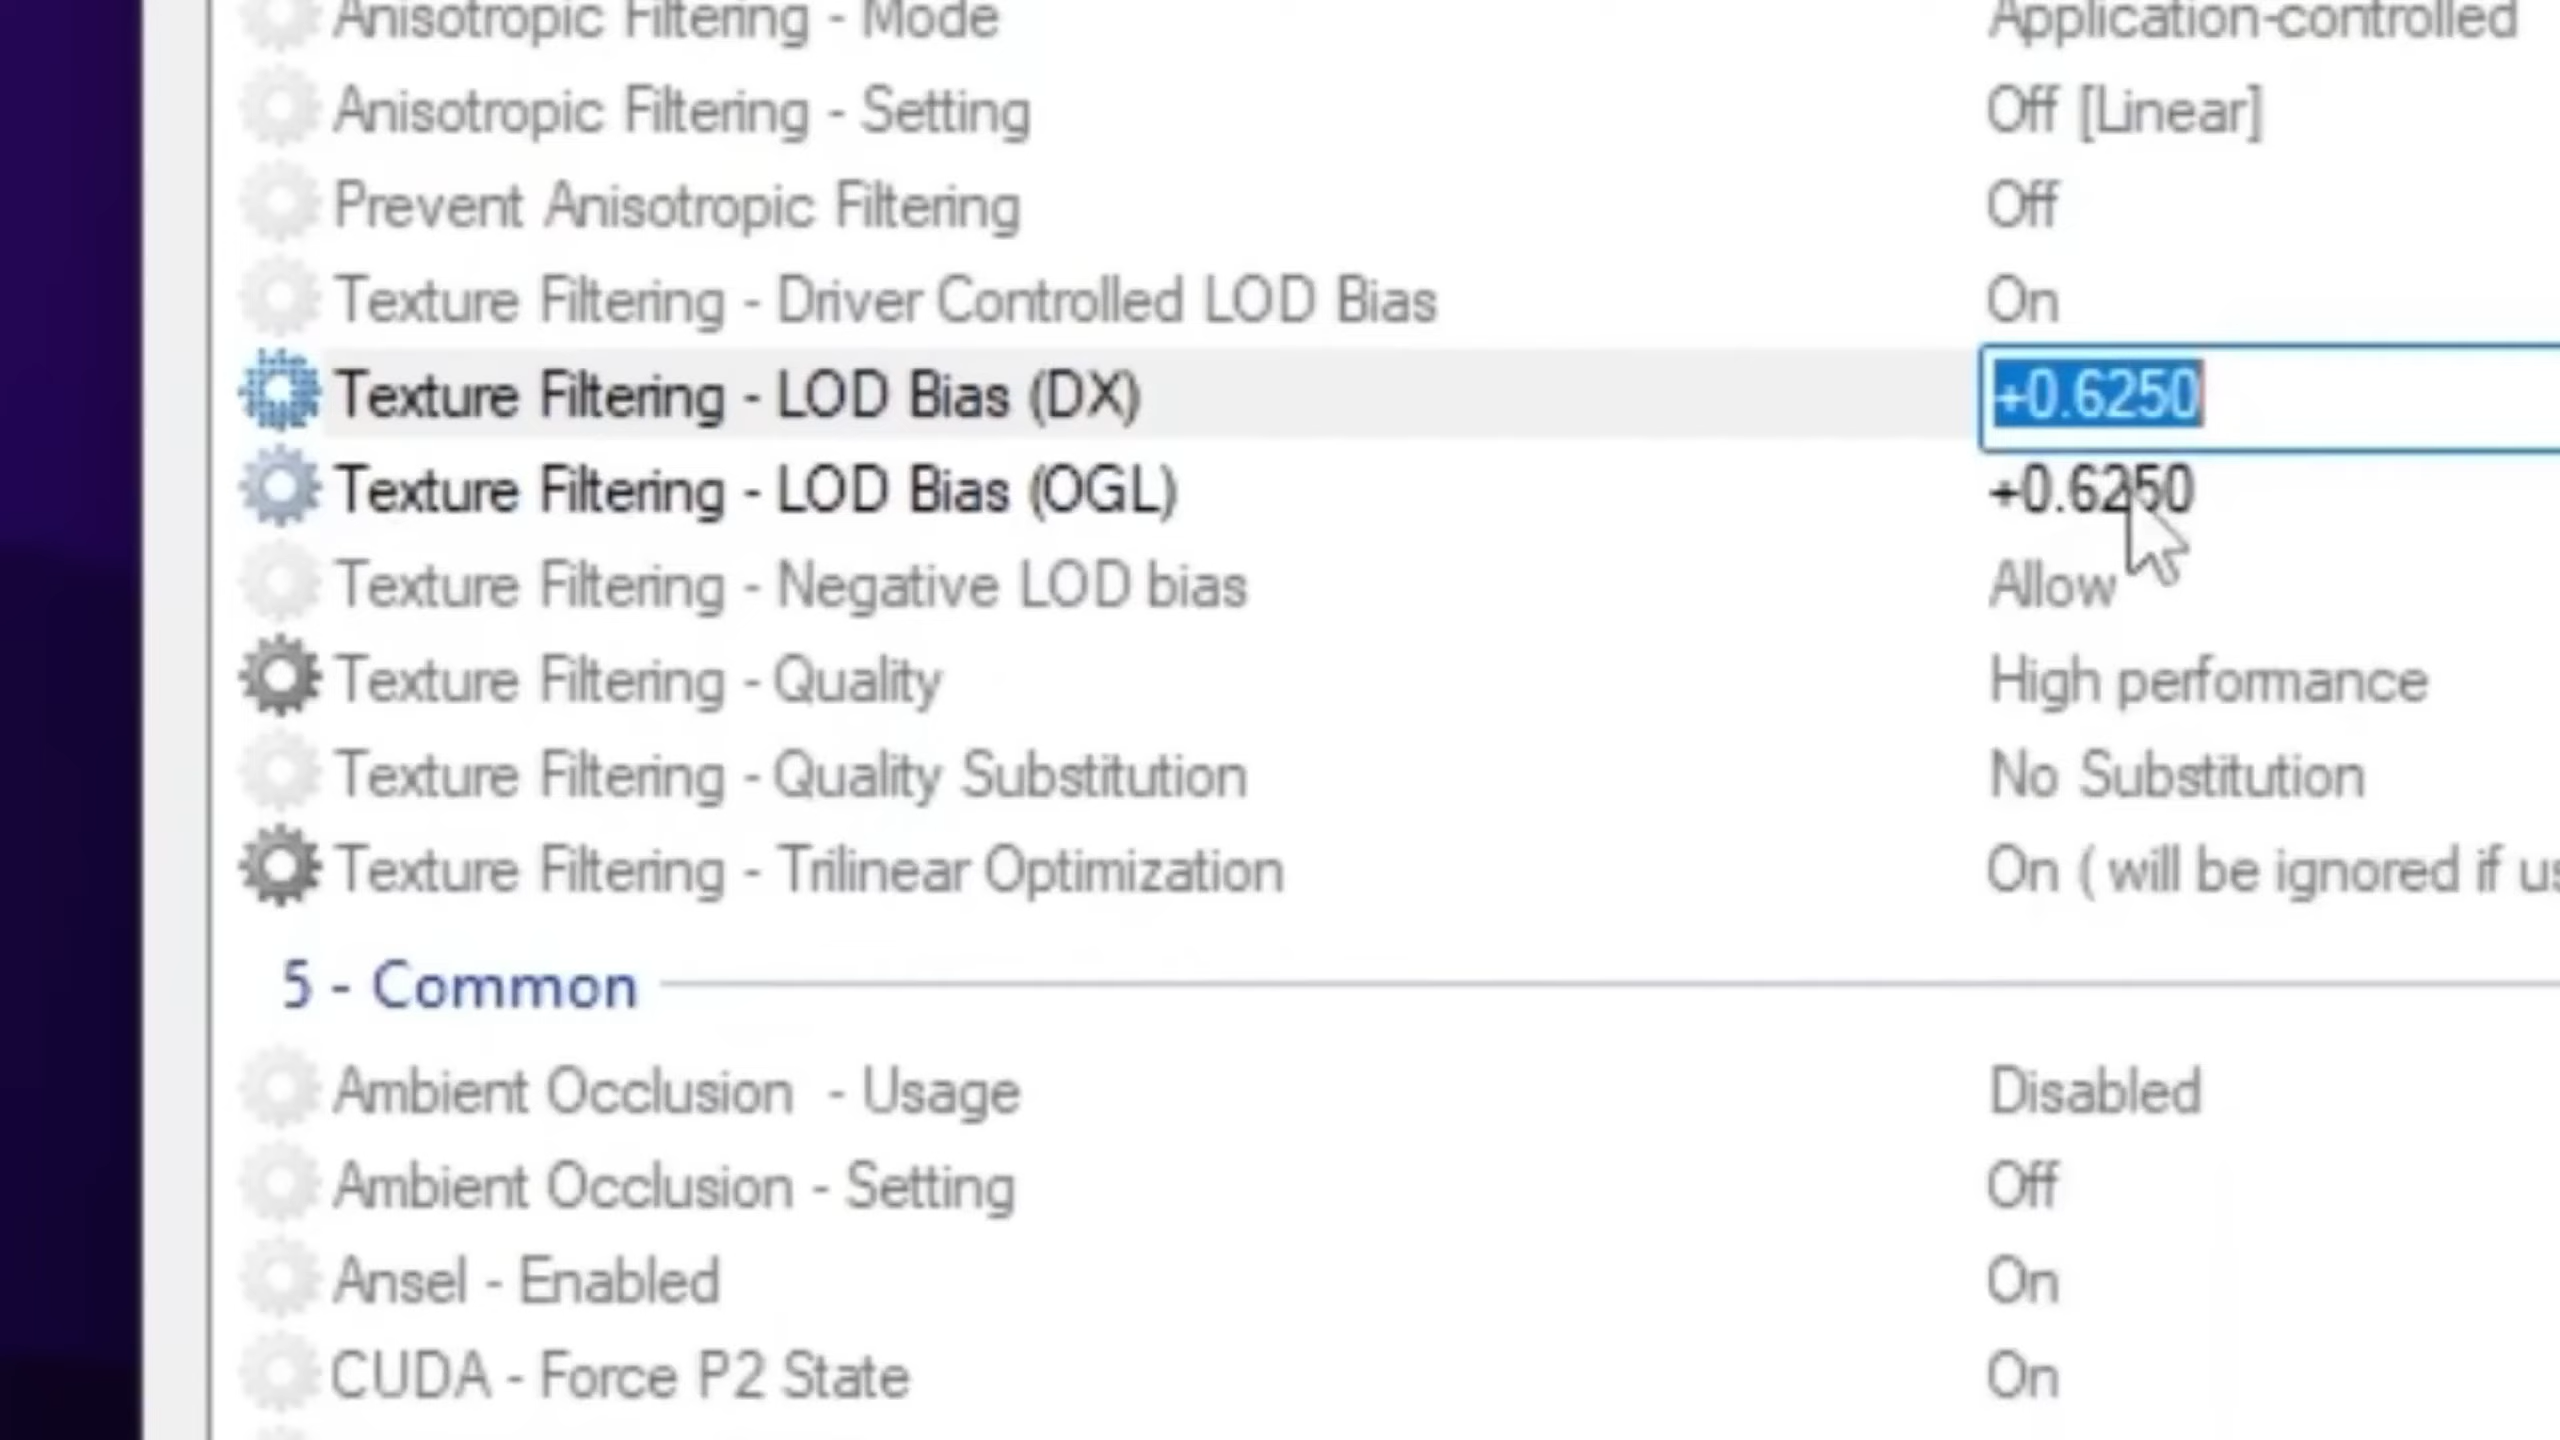 Anisotropic Filtering - Mode Application-controlled
Anisotropic Filtering - Setting Off [Linear]
Prevent Anisotropic Filtering Off
Texture Filtering - Driver Controlled LOD Bias On
Texture Filtering - LOD Bias (DX) +0.6250
Texture Filtering - LOD Bias (OGL) +0.6250
Texture Filtering - Negative LOD bias Allow
Texture Filtering - Quality High performance
Texture Filtering - Quality Substitution No Substitution
Texture Filtering - Trilinear Optimization On ( will be ignored if us
5 - Common
Ambient Occlusion - Usage Disabled
Ambient Occlusion - Setting Off
Ansel - Enabled On
CUDA - Force P2 State On